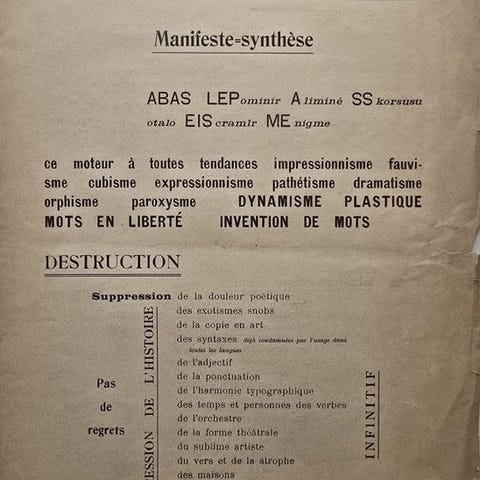 Manifeste=synthèse
ABAS LEPominir Aliminé SSkorsusu
otalo EIScramlr MEnigme
ce moteur à toutes tendances impressionnisme fauvi-
sme cubisme expressionnisme pathétisme dramatisme
orphisme paroxysme DYNAMISME PLASTIQUE
MOTS EN LIBERTÉ INVENTION DE MOTS
DESTRUCTION
Suppression de la douleur poétique
des exotismes snobs
de la copie en art
des syntaxes déjà condamnées par l'usage dans
toutes les langues
de l'adjectif
de la ponctuation
de l'harmonie typographique
des temps et personnes des verbes
de l'orchestre
de la forme théâtrale
du sublime artiste
du vers et de la strophe
des maisons
Pas
de
regrets
ESSION DE L'HISTOIRE
INFINITIF